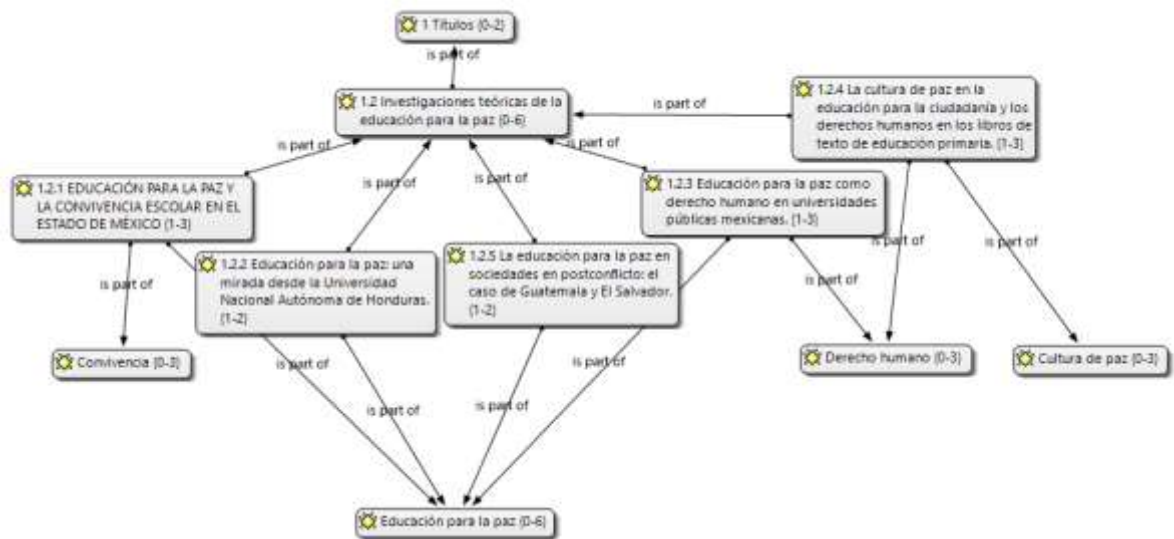 1 Títulos (0-2)
is part of
1.2 Investigaciones teóricas de la
educación para la paz (0-6)
is part of
1.2.4 La cultura de paz en la
educación para la ciudadanía y los
derechos humanos en los libros de
texto de educación primaria. (1-3)
is part of
is part of
is part of
is part of
1.2.1 EDUCACIÓN PARA LA PAZ Y
LA CONVIVENCIA ESCOLAR EN EL
ESTADO DE MÉXICO (1-3)
1.2.3 Educación para la paz como
derecho humano en universidades
públicas mexicanas. (1-3)
is part of
1.2.2 Educación para la paz: una
mirada desde la Universidad
Nacional Autónoma de Honduras.
(1-2)
1.2.5 La educación para la paz en
sociedades en postconflicto: el
caso de Guatemala y El Salvador.
(1-2)
is part of
is part of
is part of
Convivencia (0-3)
is part of
is part of
Derecho humano (0-3)
Cultura de paz (0-3)
is part of
is part of
Educación para la paz (0-6)